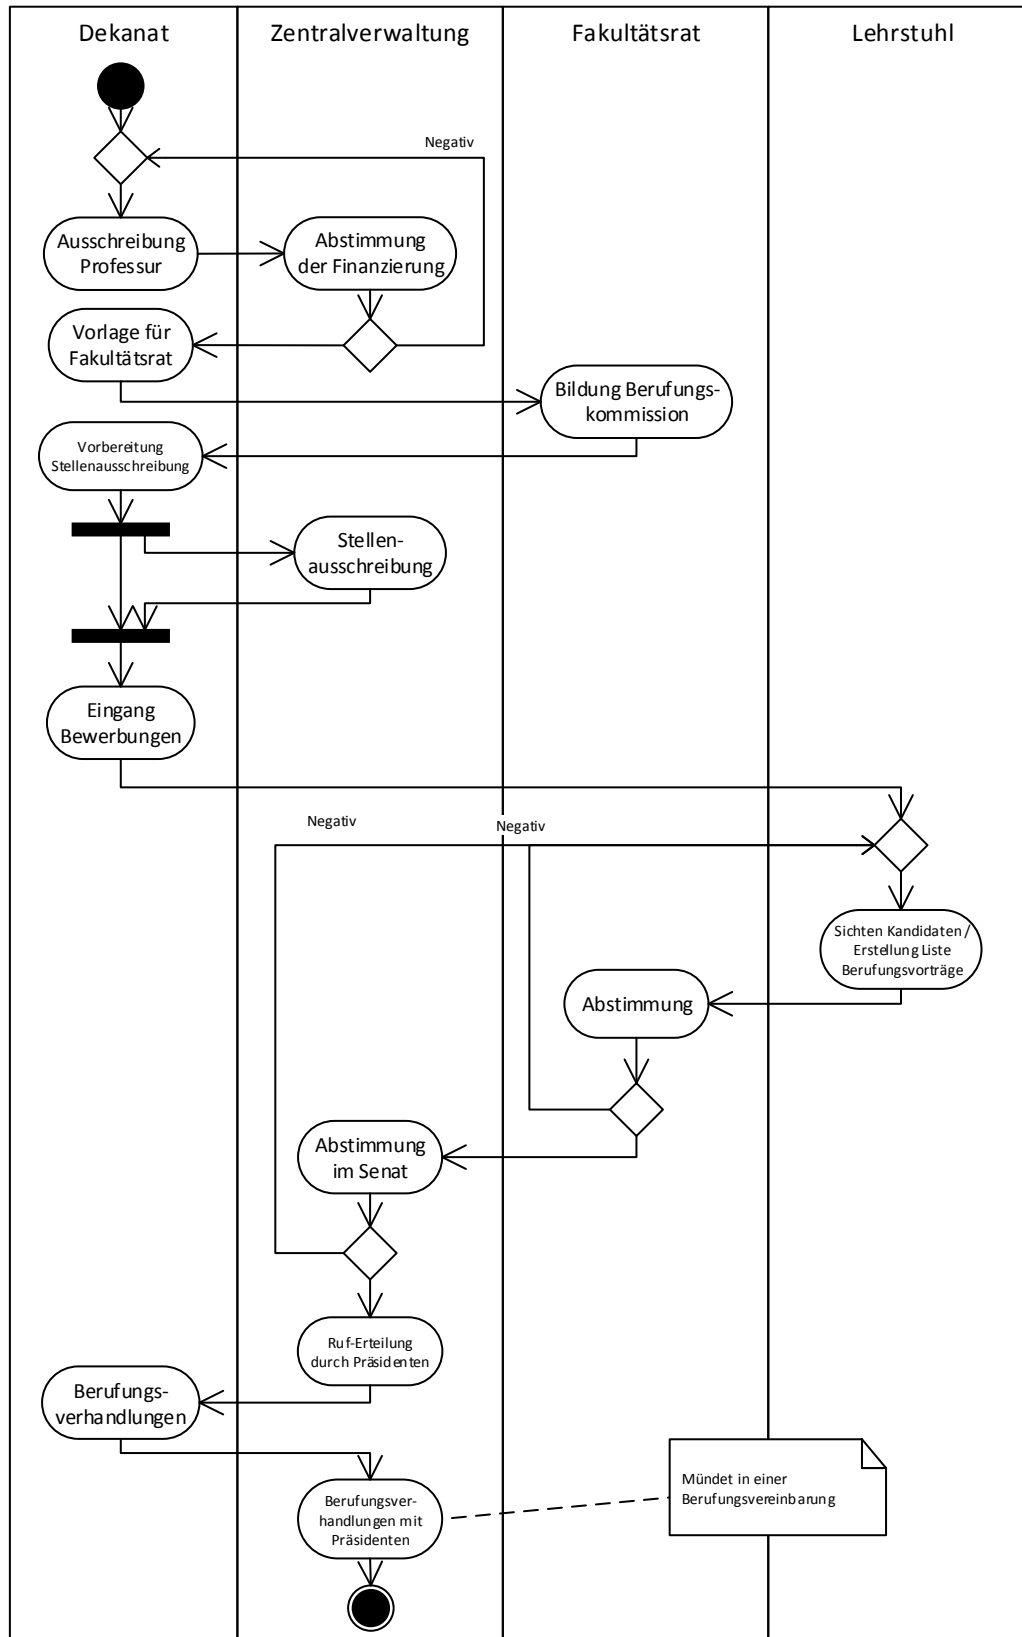 Dekanat
Zentralverwaltung
Fakultätsrat
Lehrstuhl
Negativ
Ausschreibung
Professur
Abstimmung
der Finanzierung
Vorlage für
Fakultätsrat
Bildung Berufungs-
kommission
Vorbereitung
Stellenausschreibung
Stellen-
ausschreibung
Eingang
Bewerbungen
Negativ
Negativ
Sichten Kandidaten /
Erstellung Liste
Berufungsvorträge
Abstimmung
Abstimmung
im Senat
Ruf-Erteilung
durch Präsidenten
Berufungs-
verhandlungen
Mündet in einer
Berufungsvereinbarung
Berufungsver-
handlungen mit
Präsidenten